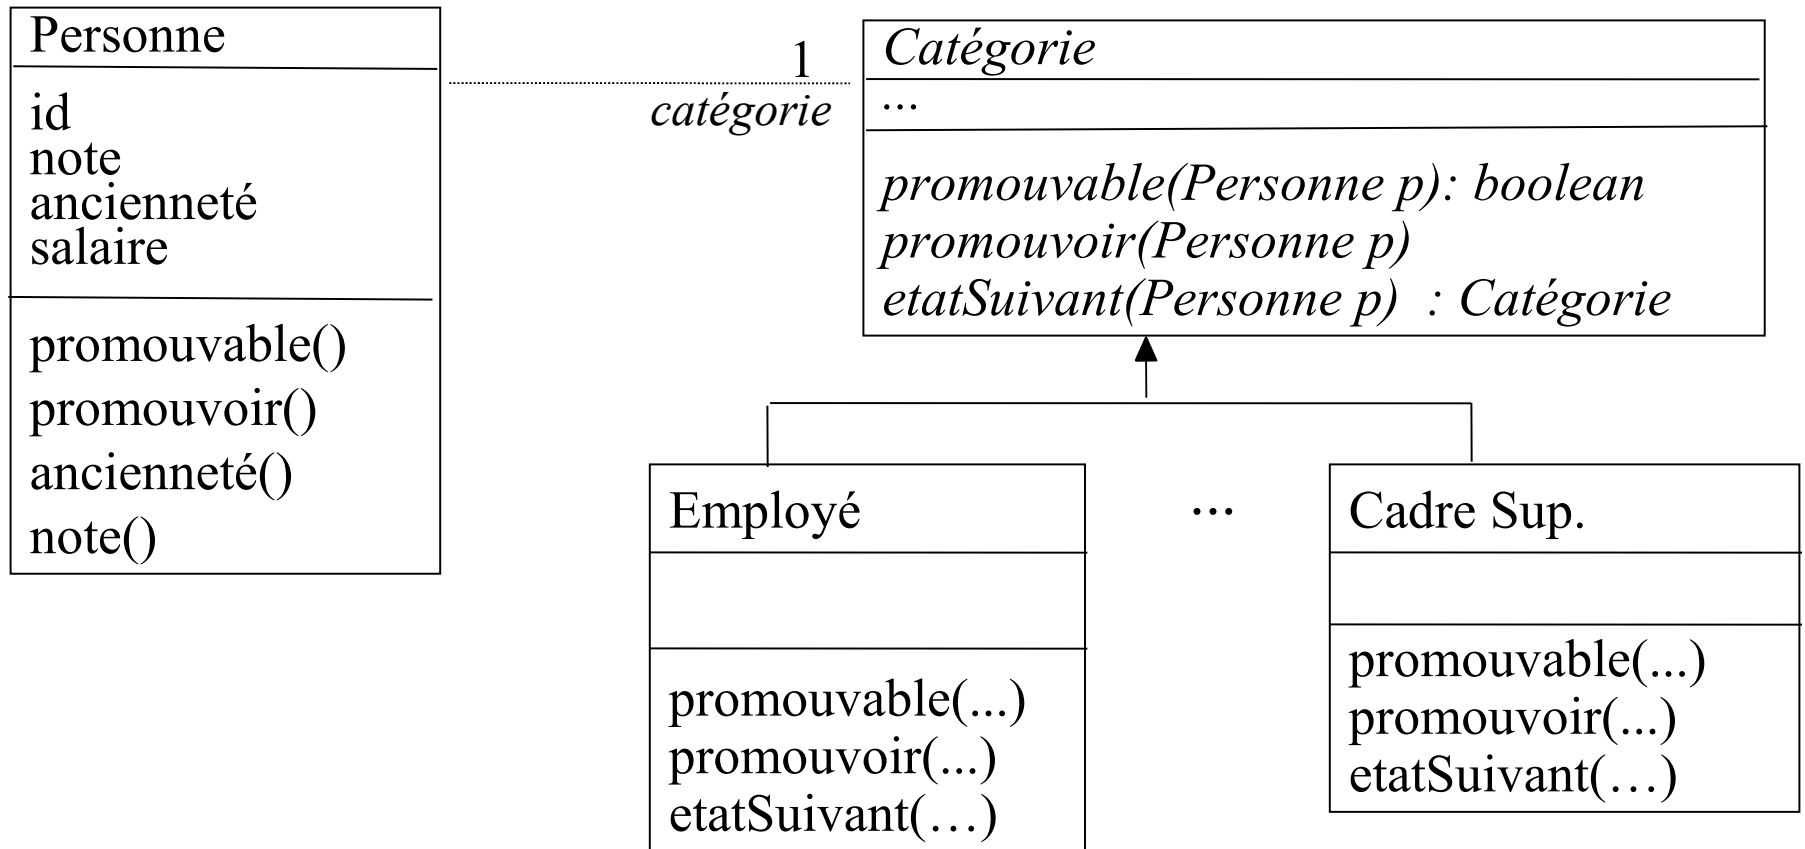 Personne
id
note
ancienneté
salaire
promouvable()
promouvoir()
ancienneté()
note()
1
catégorie
Catégorie
...
promouvable(Personne p): boolean
promouvoir(Personne p)
etatSuivant(Personne p) : Catégorie
Employé
promouvable(...)
promouvoir(...)
etatSuivant(…)
...
Cadre Sup.
promouvable(...)
promouvoir(...)
etatSuivant(…)